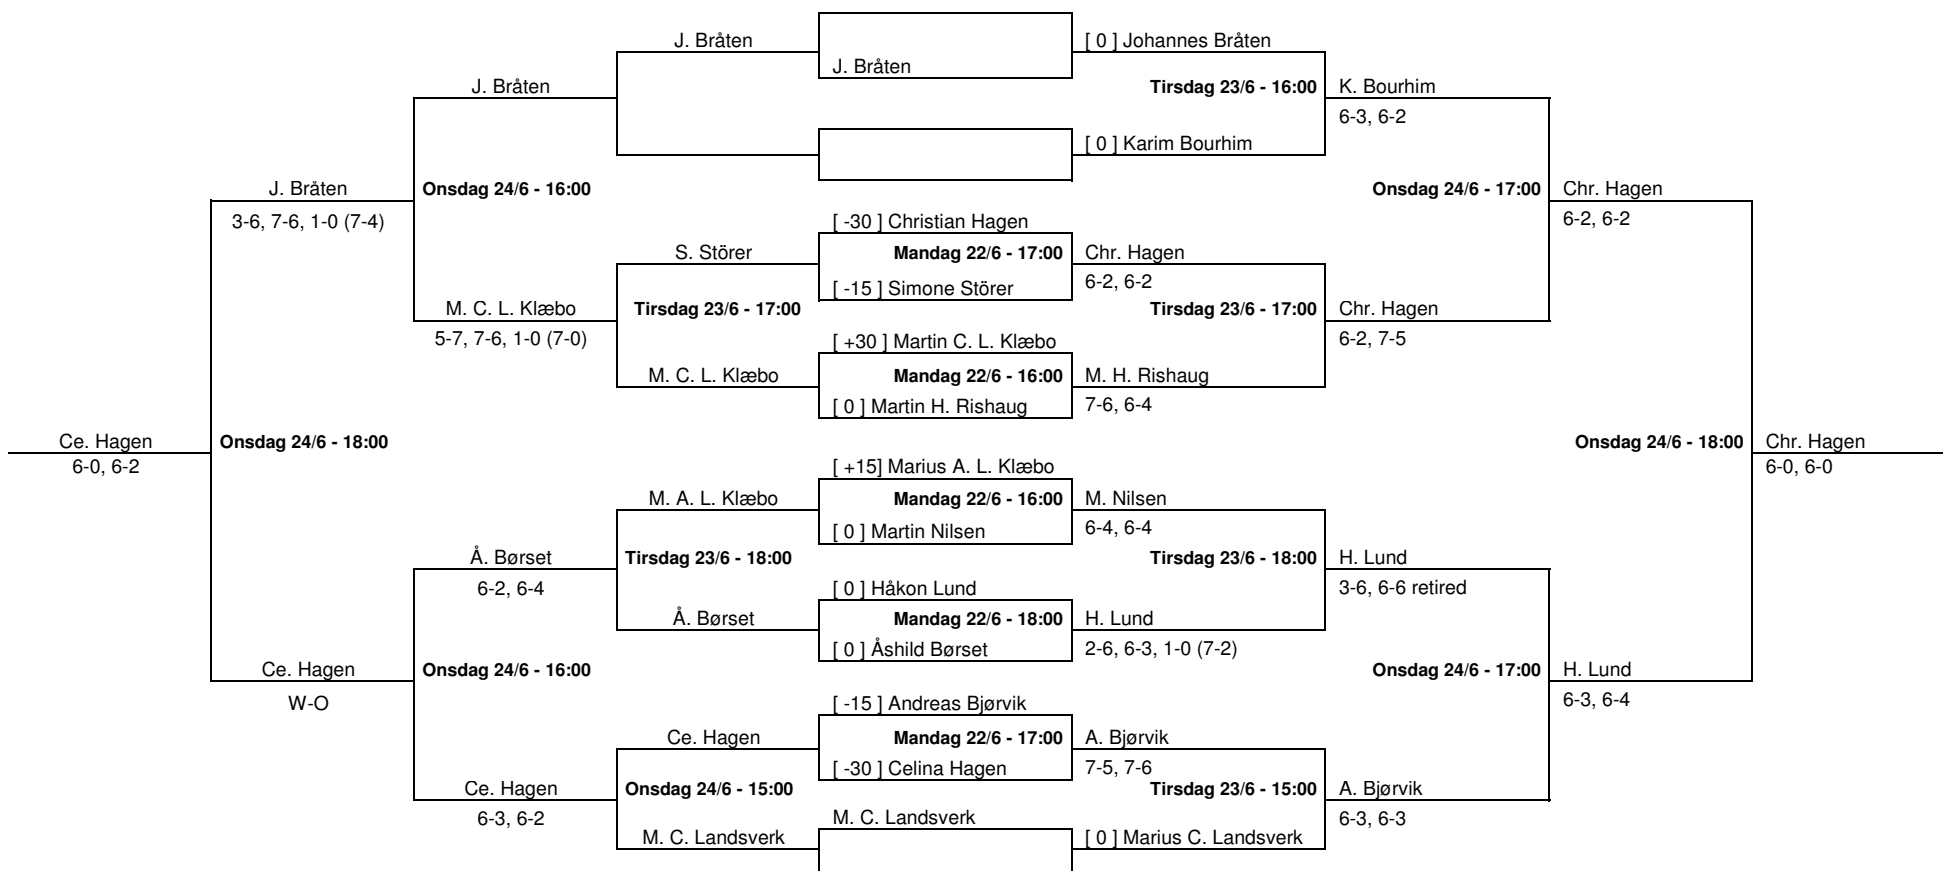 J. Bråten
[ 0 ] Johannes Bråten
J. Bråten
J. Bråten
Tirsdag 23/6 - 16:00
K. Bourhim
6-3, 6-2
[ 0 ] Karim Bourhim
J. Bråten
Onsdag 24/6 - 16:00
Onsdag 24/6 - 17:00
Chr. Hagen
3-6, 7-6, 1-0 (7-4)
[ -30 ] Christian Hagen
6-2, 6-2
S. Störer
Mandag 22/6 - 17:00
Chr. Hagen
6-2, 6-2
[ -15 ] Simone Störer
M. C. L. Klæbo
Tirsdag 23/6 - 17:00
Tirsdag 23/6 - 17:00
Chr. Hagen
5-7, 7-6, 1-0 (7-0)
[ +30 ] Martin C. L. Klæbo
6-2, 7-5
M. C. L. Klæbo
Mandag 22/6 - 16:00
M. H. Rishaug
[ 0 ] Martin H. Rishaug
7-6, 6-4
Ce. Hagen
Onsdag 24/6 - 18:00
Onsdag 24/6 - 18:00
Chr. Hagen
6-0, 6-2
[ +15] Marius A. L. Klæbo
6-0, 6-0
M. A. L. Klæbo
Mandag 22/6 - 16:00
M. Nilsen
[ 0 ] Martin Nilsen
6-4, 6-4
Å. Børset
Tirsdag 23/6 - 18:00
Tirsdag 23/6 - 18:00
H. Lund
6-2, 6-4
[ 0 ] Håkon Lund
3-6, 6-6 retired
Å. Børset
Mandag 22/6 - 18:00
H. Lund
[ 0 ] Åshild Børset
2-6, 6-3, 1-0 (7-2)
Ce. Hagen
Onsdag 24/6 - 16:00
Onsdag 24/6 - 17:00
H. Lund
W-O
[ -15 ] Andreas Bjørvik
6-3, 6-4
Ce. Hagen
Mandag 22/6 - 17:00
A. Bjørvik
[ -30 ] Celina Hagen
7-5, 7-6
Ce. Hagen
Onsdag 24/6 - 15:00
Tirsdag 23/6 - 15:00
A. Bjørvik
6-3, 6-2
M. C. Landsverk
6-3, 6-3
M. C. Landsverk
[ 0 ] Marius C. Landsverk